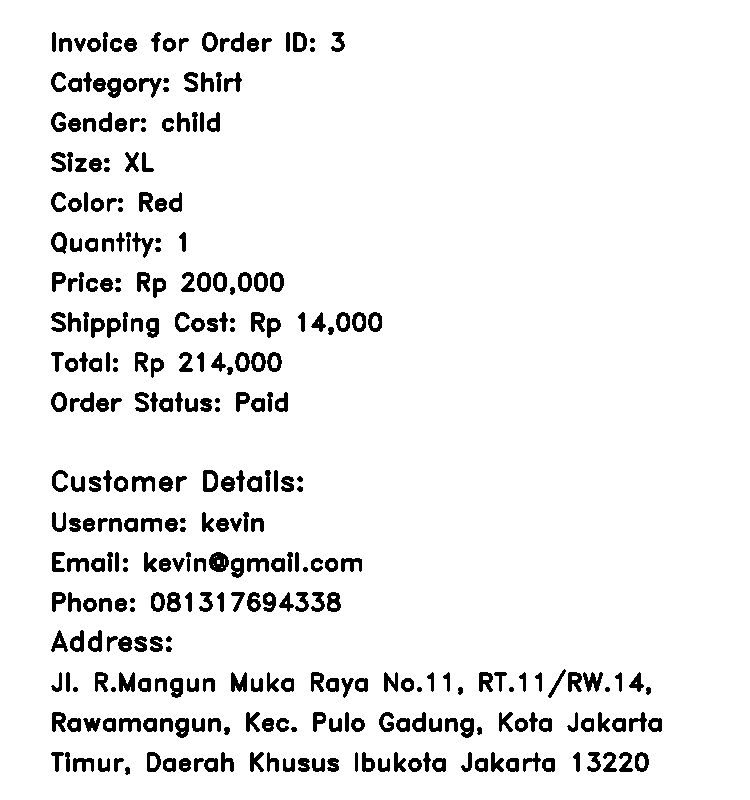 Invoice for Order ID: 3
Category: Shirt
Gender: child
Size: XL
Color: Red
Quantity: 1
Price: Rp 200,000
Shipping Cost: Rp 14,000
Total: Rp 214,000
Order Status: Paid
Customer Details:
Username: kevin
Email: kevin@gmail.com
Phone: 081317694338
Address:
Jl. R.Mangun Muka Raya No.11, RT.11/RW.14,
Rawamangun, Kec. Pulo Gadung, Kota Jakarta
Timur, Daerah Khusus Ibukota Jakarta 13220